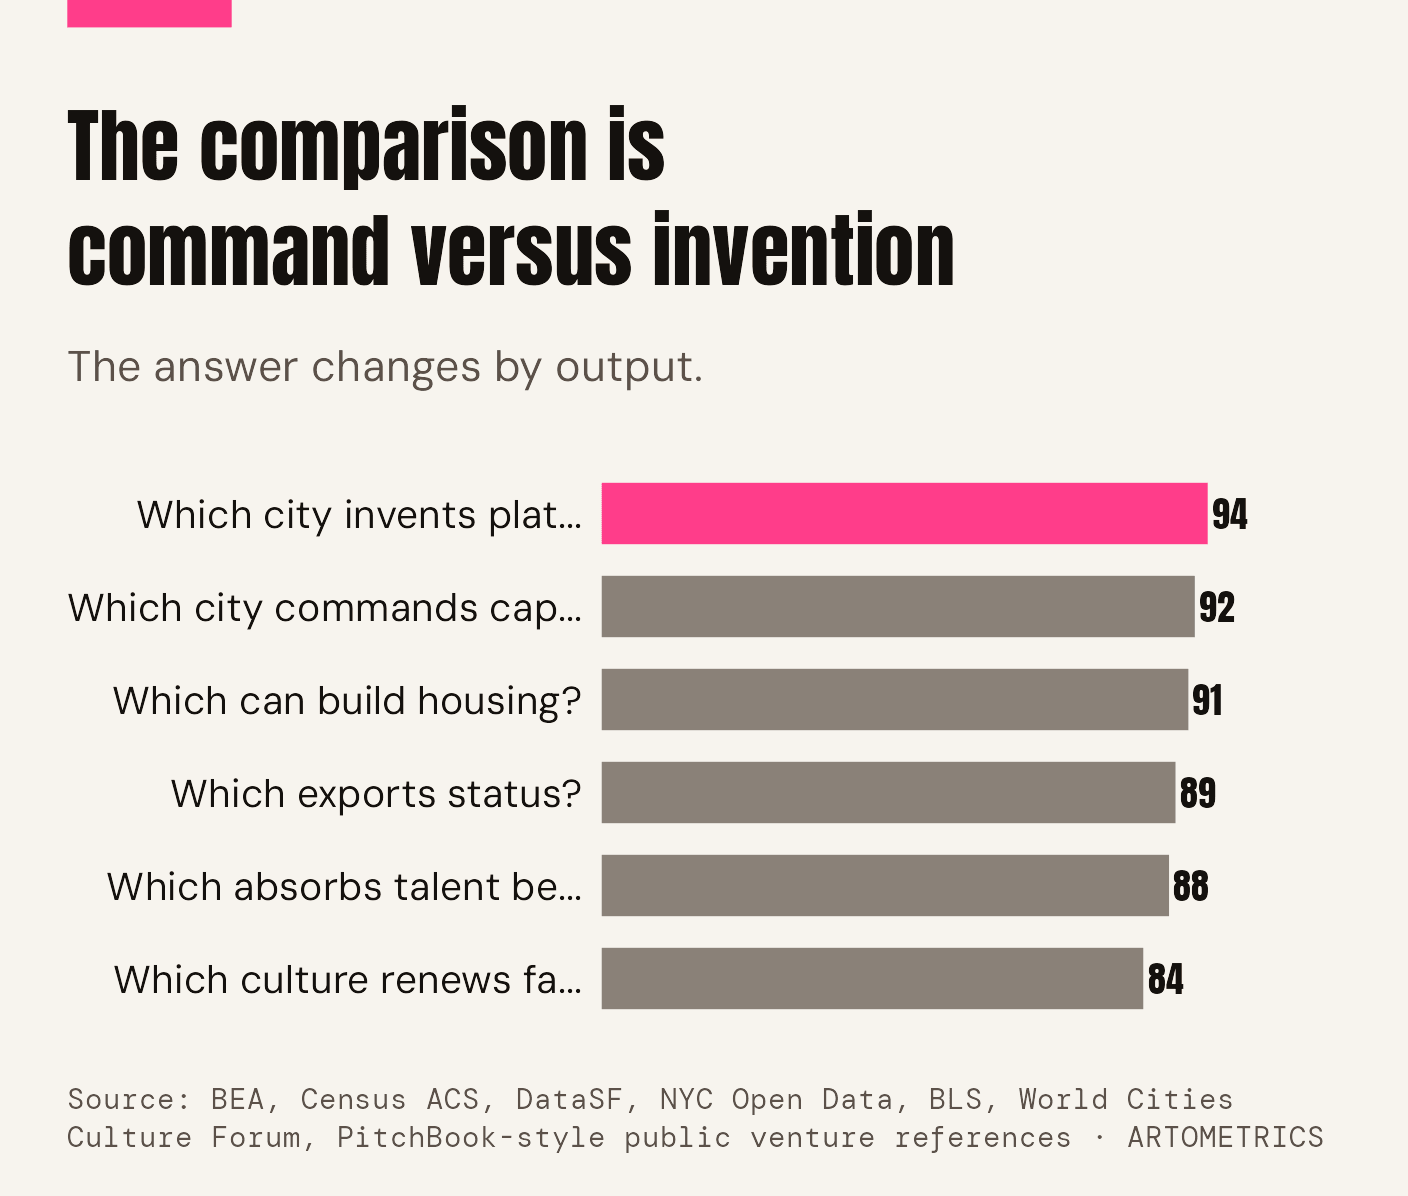 The comparison is
command versus invention
The answer changes by output.
Which city invents plat... 94
Which city commands cap... 92
Which can build housing? 91
Which exports status? 89
Which absorbs talent be... 88
Which culture renews fa... 84
Source: BEA, Census ACS, DataSF, NYC Open Data, BLS, World Cities
Culture Forum, PitchBook-style public venture references · ARTOMETRICS